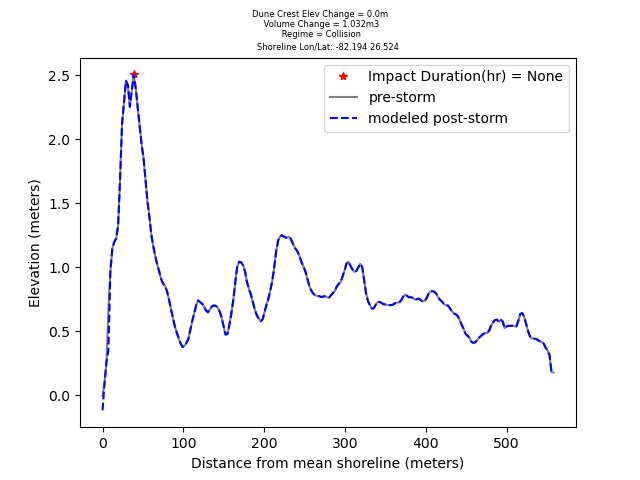 Dune Crest Elev Change = 0.0m
Volume Change = 1.032m3
Regime = Collision
Shoreline Lon/Lat: -82.194 26.524
Impact Duration(hr) = None
pre-storm
modeled post-storm
Elevation (meters)
2.5
2.0
1.5
1.0
0.5
0.0
0 100 200 300 400 500
Distance from mean shoreline (meters)